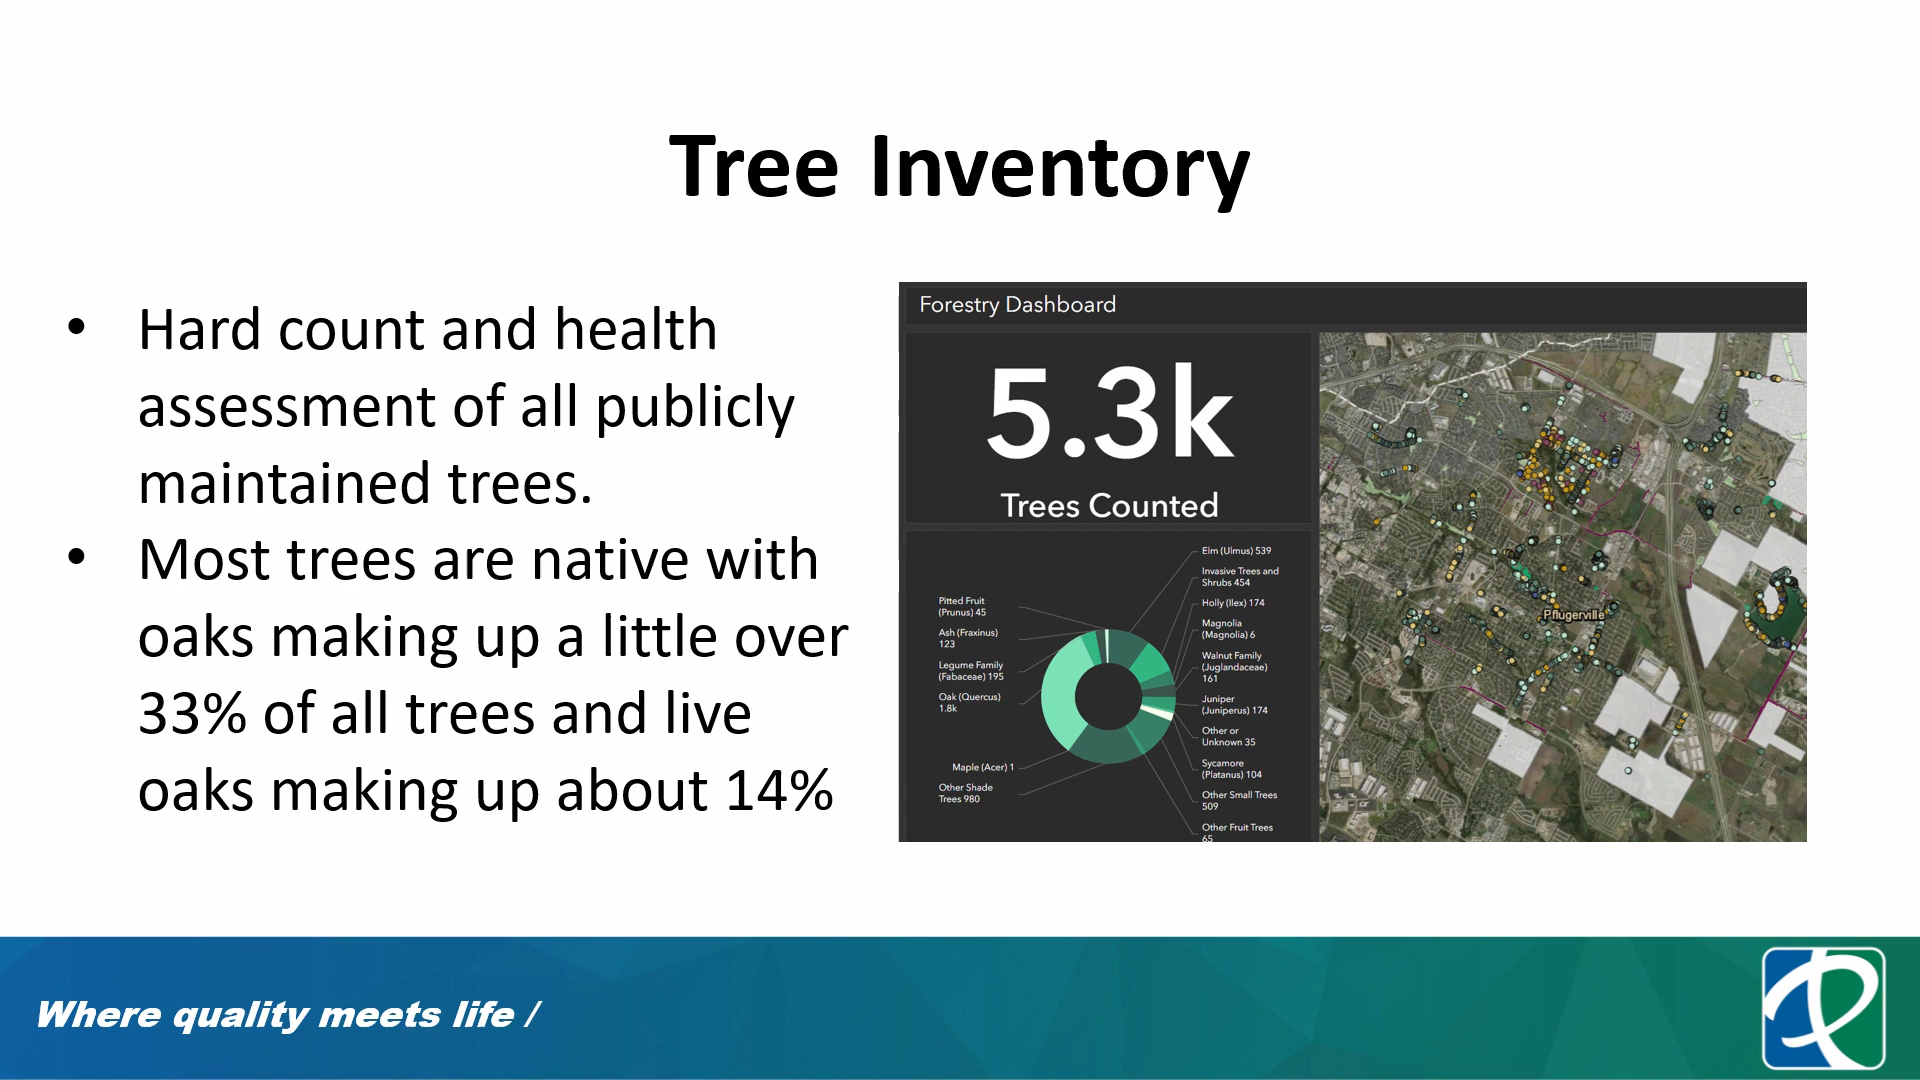 Tree Inventory
• Hard count and health
assessment of all publicly
maintained trees.
• Most trees are native with
oaks making up a little over
33% of all trees and live
oaks making up about 14%
Forestry Dashboard
5.3k
Trees Counted
Pitted Fruit
(Prunus) 45
Ash (Fraxinus)
123
Legume Family
(Fabaceae) 195
Oak (Quercus)
1.8k
Maple (Acer) 1
Other Shade
Trees 980
Elm (Ulmus) 539
Invasive Trees and
Shrubs 454
Holly (Ilex) 174
Magnolia
(Magnolia) 6
Walnut Family
(Juglandaceae)
161
Juniper
(Juniperus) 174
Other or
Unknown 35
Sycamore
(Platanus) 104
Other Small Trees
509
Other Fruit Trees
65
Pflugerville
Where quality meets life /